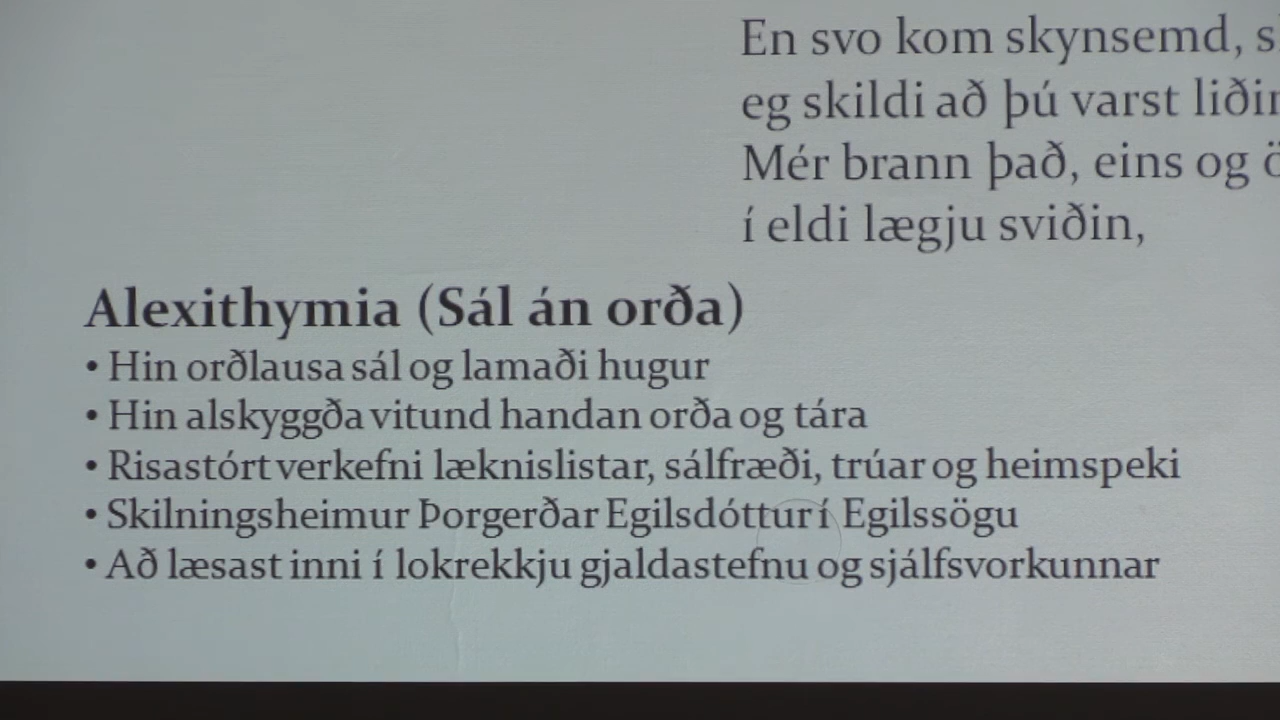 En svo kom skynsemd,
eg skildi að þú varst
Mér brann það, eins og
í eldi lægju sviðin,
Alexithymia (Sál án orða)
• Hin orðlausa sál og lamaði hugur
• Hin alskyggða vitund handan orða og tára
• Risastórt verkefni læknislistar, sálfræði, trúar og heimspeki
• Skilningsheimur Þorgerðar Egilsdóttur í Egilssögu
• Að læsast inni í lokrekkju gjaldastefnu og sjálfsvorkunnar